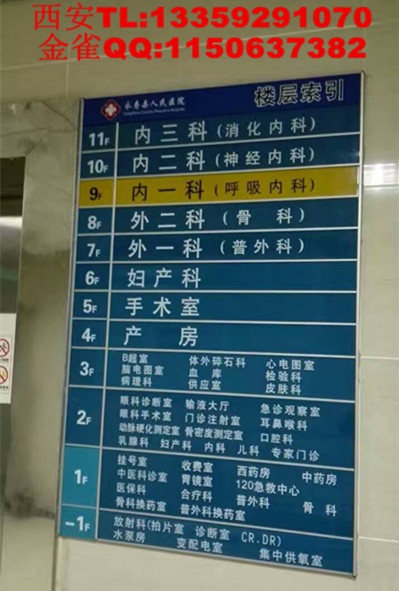 西安TL:13359291070
金雀QQ:1150637382
永寿县人民医院 楼层索引
11F 内三科(消化内科)
10F 内二科(神经内科)
9F 内一科(呼吸内科)
8F 外二科(骨 科)
7F 外一科(普外科)
6F 妇产科
5F 手术室
4F 产 房
3F
B超室 体外碎石科 心电图室
脑电图室 血 库 检验科
病理科 供应室 皮肤科
2F
眼科诊断室 输液大厅 急诊观察室
眼科手术室 门诊注射室 耳鼻喉科
动脉硬化测定室 骨密度测定室 口腔科
乳腺科 妇产科 内科 儿科 专家门诊
1F
挂号室 收费室 西药房 中药房
中医科诊室 胃镜室 120急救中心
医保科 合疗科 普外科 骨 科
骨科换药室 普外科换药室
-1F
放射科(拍片室 诊断室 CR.DR)
水泵房 变配电室 集中供氧室